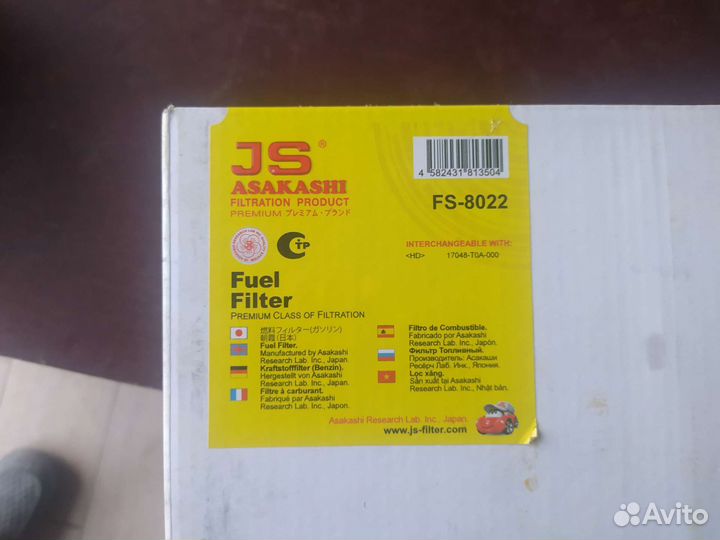 JS®
ASAKASHI
FILTRATION PRODUCT
PREMIUM プレミアム・ブランド
4 582431 813504
FS-8022
СТР
INTERCHANGEABLE WITH:
<HD> 17048-T0A-000
Fuel
Filter
PREMIUM CLASS OF FILTRATION
燃料フィルター(ガソリン)
朝霞(日本)
Fuel Filter.
Manufactured by Asakashi
Research Lab. Inc., Japan.
Kraftstofffilter (Benzin).
Hergestellt von Asakashi
Research Lab. Inc., Japan.
Filtre à carburant.
Fabriqué par Asakashi
Research Lab. Inc., Japon.
Filtro de Combustible.
Fabricado por Asakashi
Research Lab. Inc., Japón.
Фильтр Топливный.
Производитель: Асакаши
Ресёрч Лаб. Инк., Япония.
Lọc xăng.
Sản xuất tại Asakashi
Research Lab. Inc., Nhật bản.
Asakashi Research Lab. Inc., Japan.
www.js-filter.com
Avito